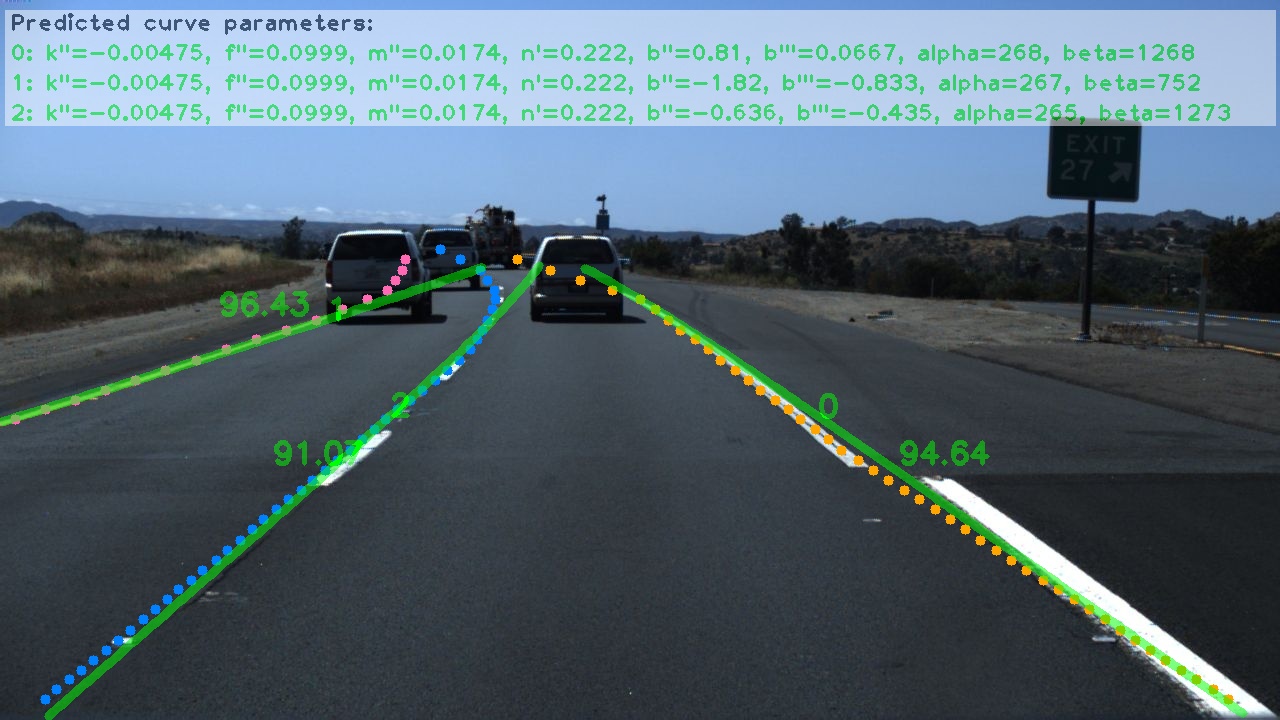 Predicted curve parameters:
0: k''=-0.00475, f''=0.0999, m''=0.0174, n'=0.222, b''=0.81, b'''=0.0667, alpha=268, beta=1268
1: k''=-0.00475, f''=0.0999, m''=0.0174, n'=0.222, b''=-1.82, b'''=-0.833, alpha=267, beta=752
2: k''=-0.00475, f''=0.0999, m''=0.0174, n'=0.222, b''=-0.636, b'''=-0.435, alpha=265, beta=1273
EXIT
27
96.43
1
2
0
91.07
94.64